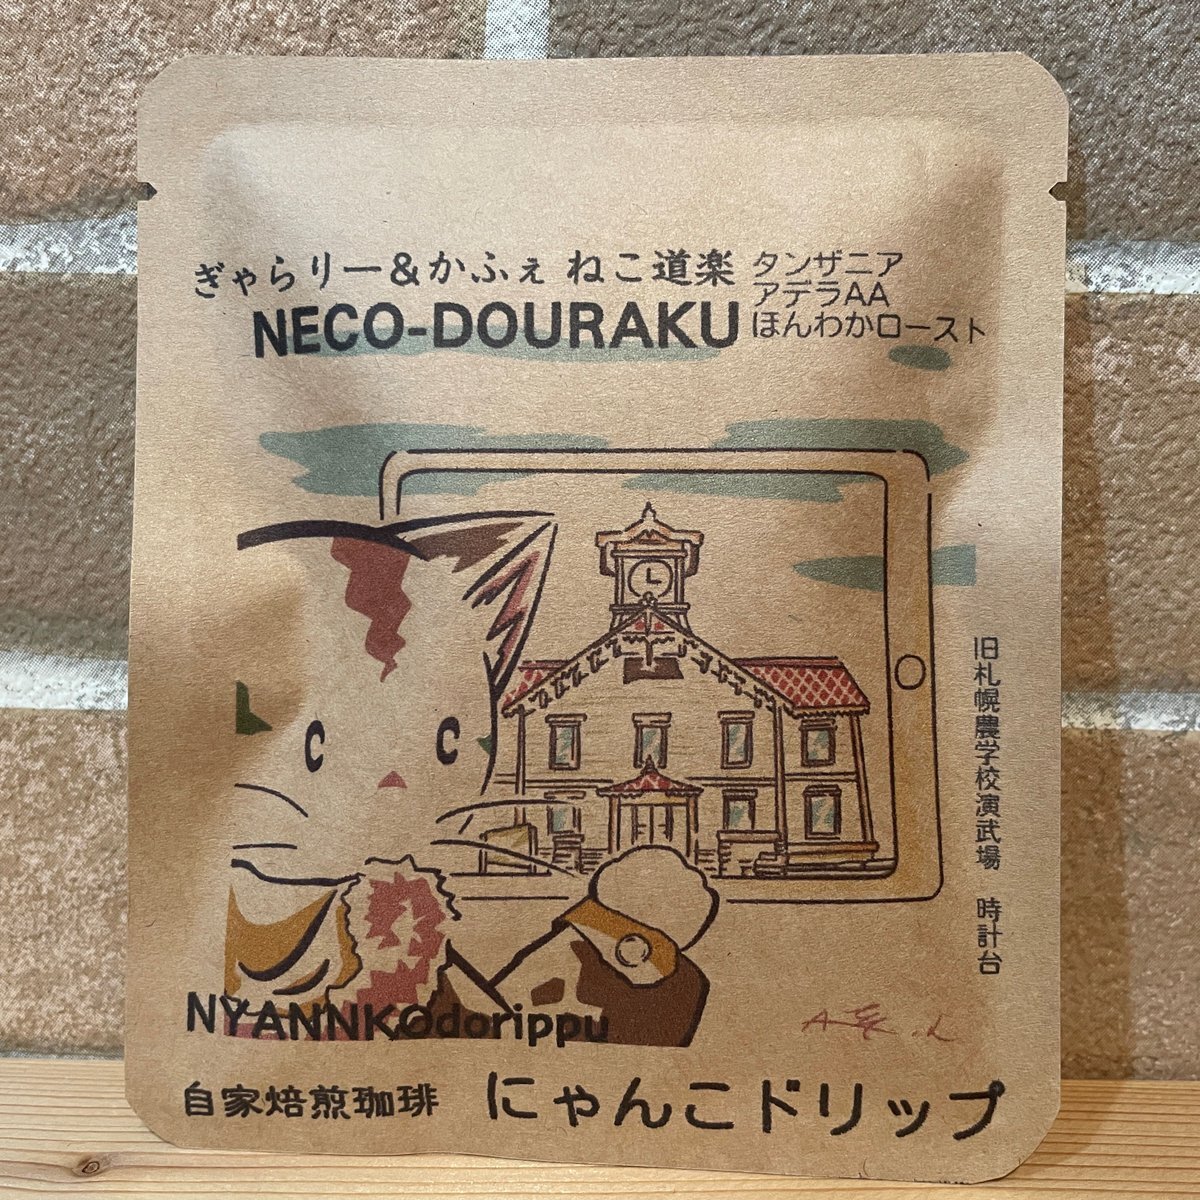 ぎゃらりー&かふぇ ねこ道楽
NECO-DOURAKU
タンザニア
アデラAA
ほんわかロースト
旧札幌農学校演武場 時計台
NYANNKOdorippu
自家焙煎珈琲 にゃんこドリップ